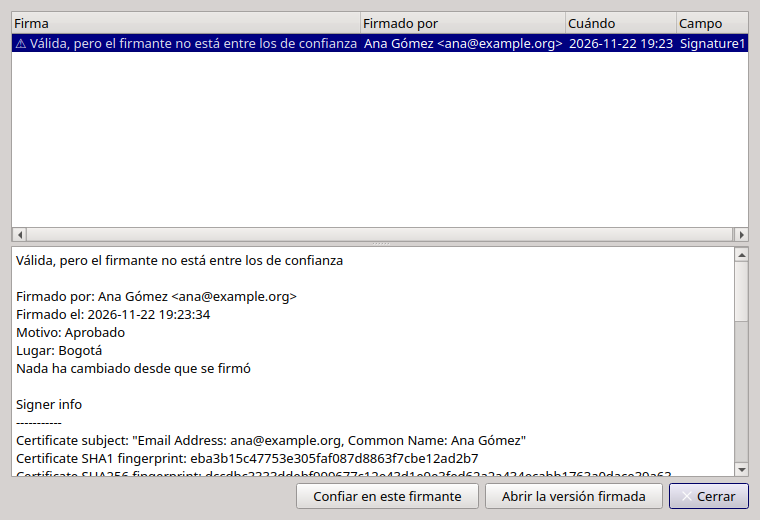 Firma Firmado por Cuándo Campo
⚠ Válida, pero el firmante no está entre los de confianza Ana Gómez <ana@example.org> 2026-11-22 19:23 Signature1
Válida, pero el firmante no está entre los de confianza
Firmado por: Ana Gómez <ana@example.org>
Firmado el: 2026-11-22 19:23:34
Motivo: Aprobado
Lugar: Bogotá
Nada ha cambiado desde que se firmó
Signer info
-----------
Certificate subject: "Email Address: ana@example.org, Common Name: Ana Gómez"
Certificate SHA1 fingerprint: eba3b15c47753e305faf087d8863f7cbe12ad2b7
Certificate SHA256 fingerprint:
Confiar en este firmante Abrir la versión firmada Cerrar